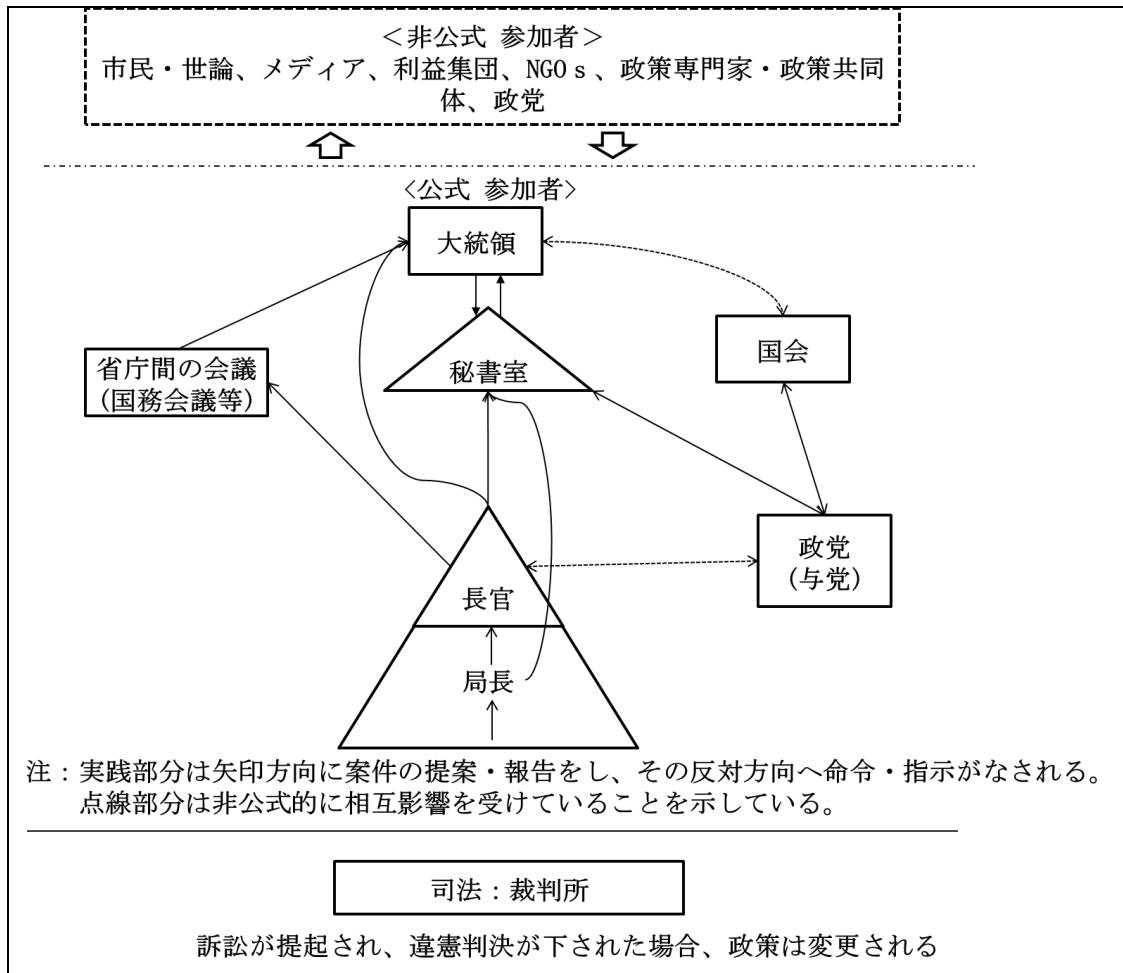 ＜非公式 参加者＞
市民・世論、メディア、利益集団、NGOｓ、政策専門家・政策共同
体、政党
＜公式 参加者＞
大統領
国会
秘書室
省庁間の会議
(国務会議等)
政党
(与党)
長官
局長
注：実践部分は矢印方向に案件の提案・報告をし、その反対方向へ命令・指示がなされる。
点線部分は非公式的に相互影響を受けていることを示している。
司法：裁判所
訴訟が提起され、違憲判決が下された場合、政策は変更される